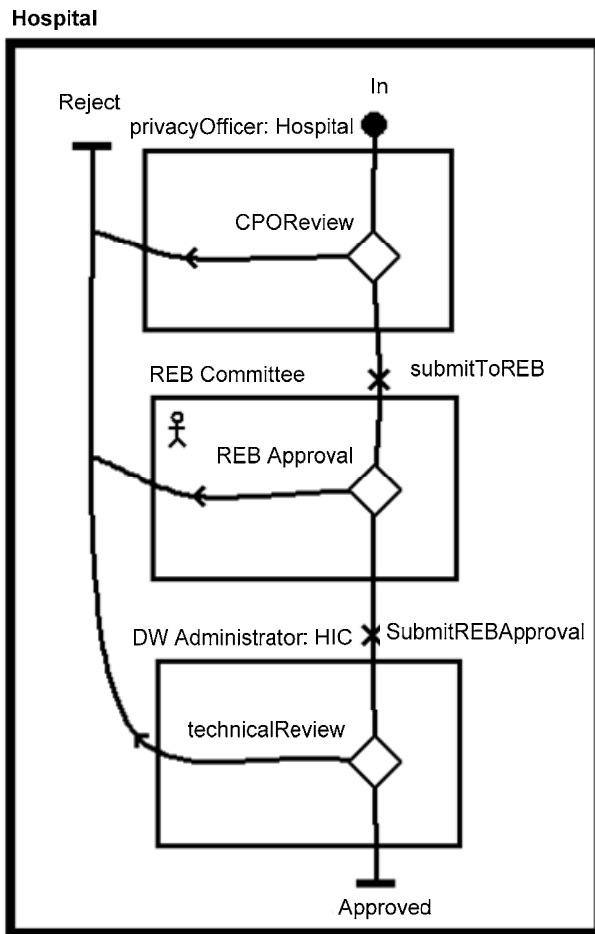 Hospital
In
Reject
privacyOfficer: Hospital
CPOReview
submitToREB
REB Committee
REB Approval
SubmitREBApproval
DW Administrator: HIC
technicalReview
Approved